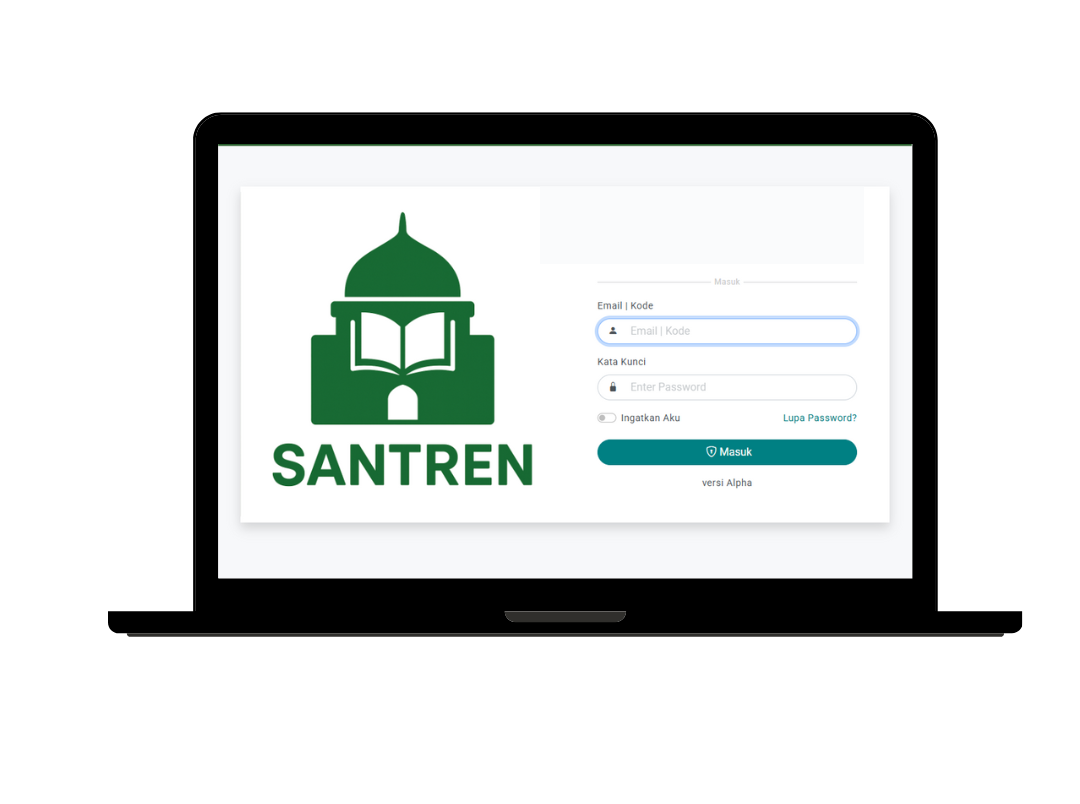 SANTREN
Masuk
Email | Kode
Email | Kode
Kata Kunci
Enter Password
Ingatkan Aku
Lupa Password?
Masuk
versi Alpha